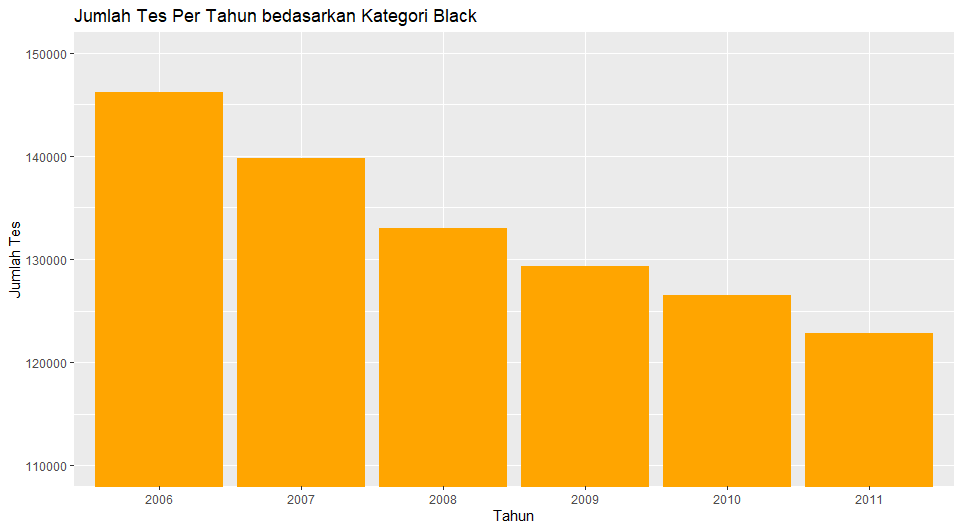 Jumlah Tes Per Tahun bedasarkan Kategori Black
Jumlah Tes
150000
140000
130000
120000
110000
2006 2007 2008 2009 2010 2011
Tahun